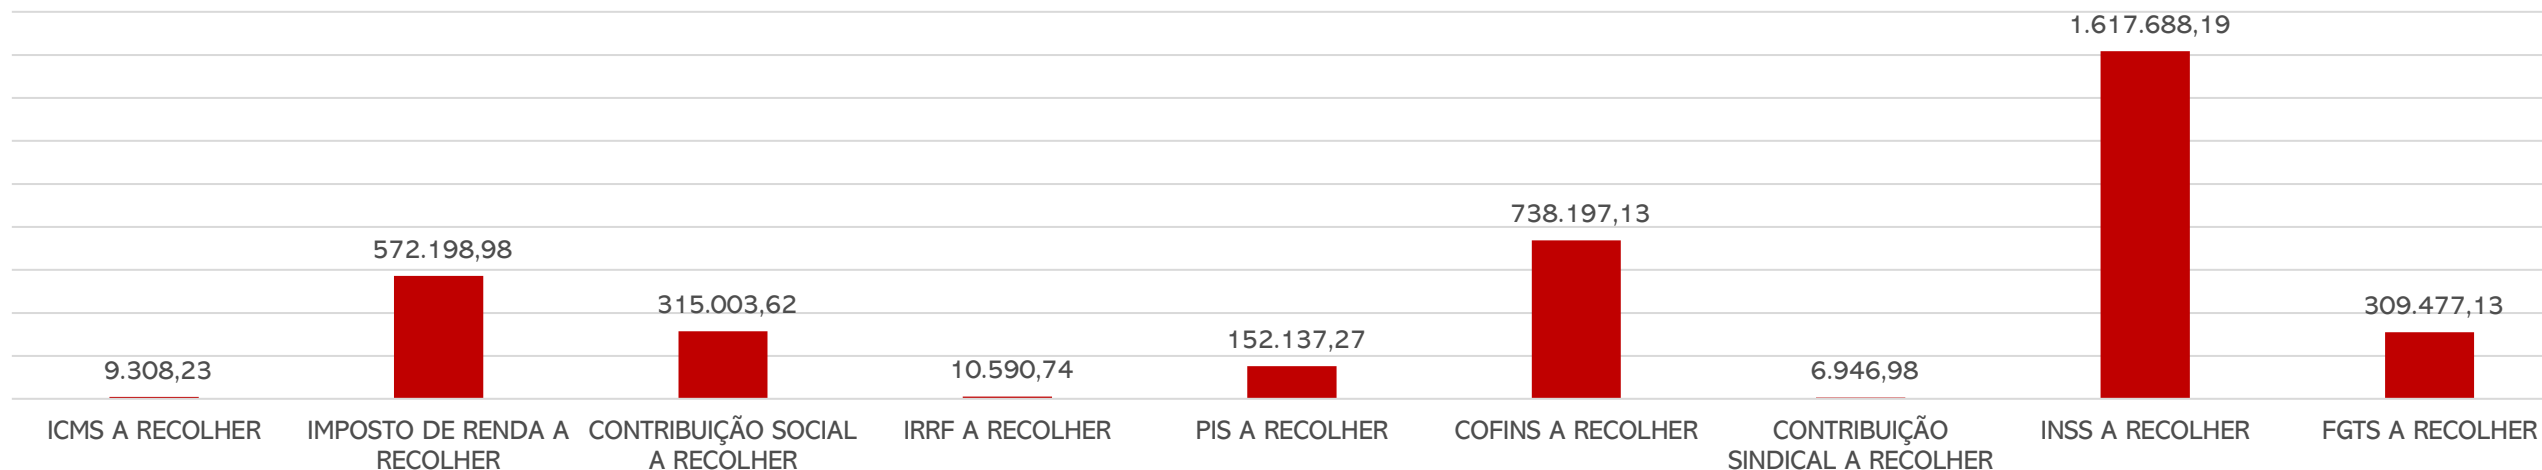 1.617.688,19
738.197,13
572.198,98
315.003,62
309.477,13
152.137,27
9.308,23
10.590,74
6.946,98
ICMS A RECOLHER
IMPOSTO DE RENDA A
RECOLHER
CONTRIBUIÇÃO SOCIAL
A RECOLHER
IRRF A RECOLHER
PIS A RECOLHER
COFINS A RECOLHER
CONTRIBUIÇÃO
SINDICAL A RECOLHER
INSS A RECOLHER
FGTS A RECOLHER